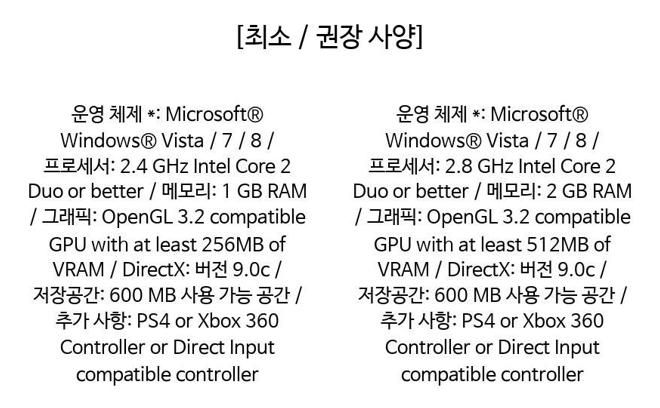 [최소 / 권장 사양]
운영 체제 *: Microsoft®
Windows® Vista / 7 / 8 /
프로세서: 2.4 GHz Intel Core 2
Duo or better / 메모리: 1 GB RAM
/ 그래픽: OpenGL 3.2 compatible
GPU with at least 256MB of
VRAM / DirectX: 버전 9.0c /
저장공간: 600 MB 사용 가능 공간 /
추가 사항: PS4 or Xbox 360
Controller or Direct Input
compatible controller
운영 체제 *: Microsoft®
Windows® Vista / 7 / 8 /
프로세서: 2.8 GHz Intel Core 2
Duo or better / 메모리: 2 GB RAM
/ 그래픽: OpenGL 3.2 compatible
GPU with at least 512MB of
VRAM / DirectX: 버전 9.0c /
저장공간: 600 MB 사용 가능 공간 /
추가 사항: PS4 or Xbox 360
Controller or Direct Input
compatible controller